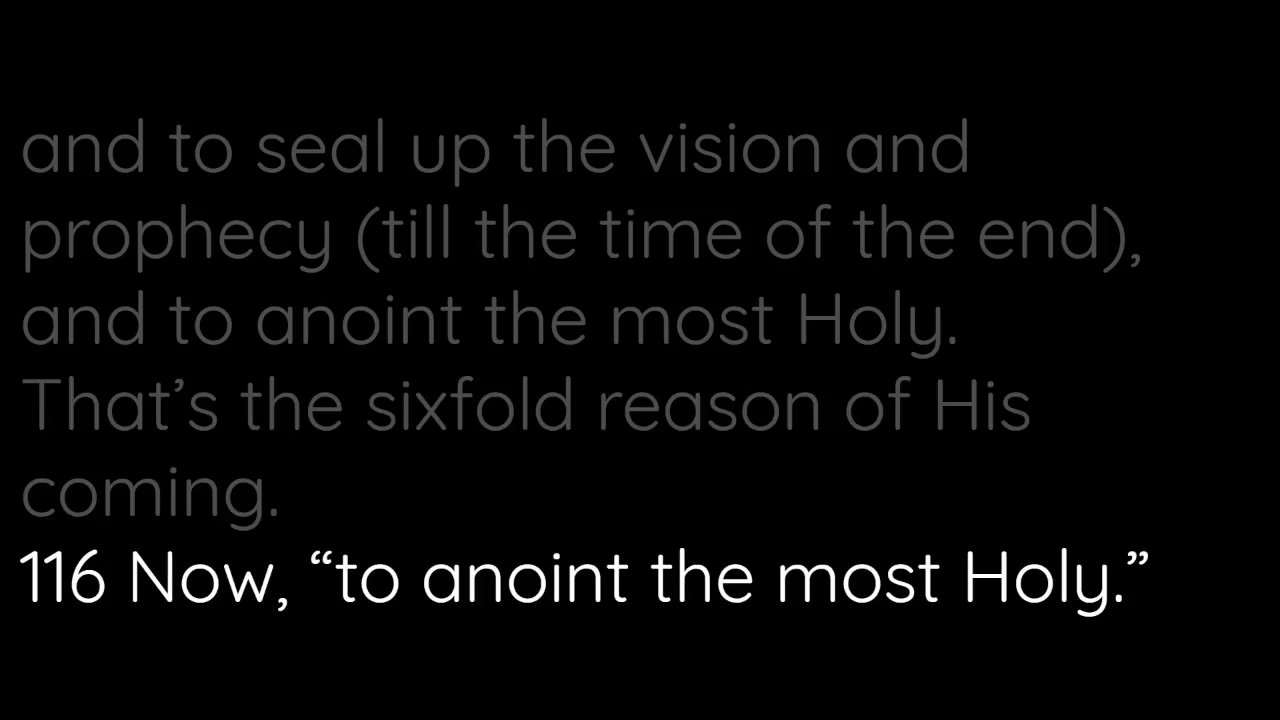 and to seal up the vision and
prophecy (till the time of the end),
and to anoint the most Holy.
That’s the sixfold reason of His
coming.
116 Now, “to anoint the most Holy.”